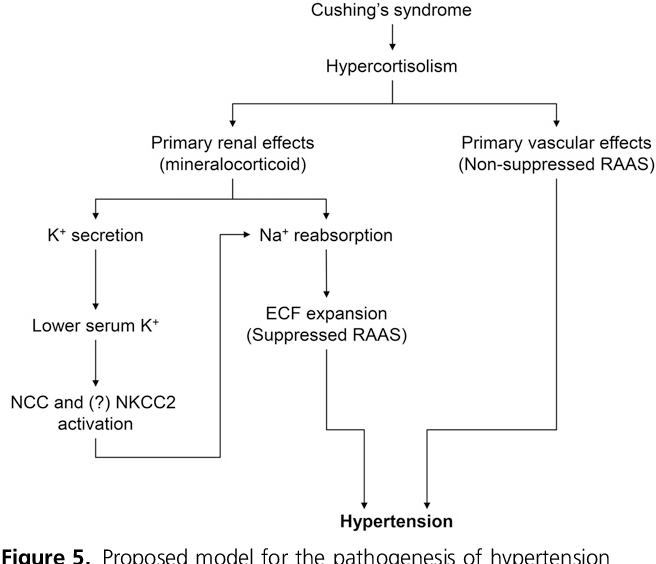 Cushing's syndrome
Hypercortisolism
Primary renal effects
(mineralocorticoid)
Primary vascular effects
(Non-suppressed RAAS)
K⁺ secretion
Na⁺ reabsorption
Lower serum K⁺
ECF expansion
(Suppressed RAAS)
NCC and (?) NKCC2
activation
Hypertension
Figure 5. Proposed model for the pathogenesis of hypertension